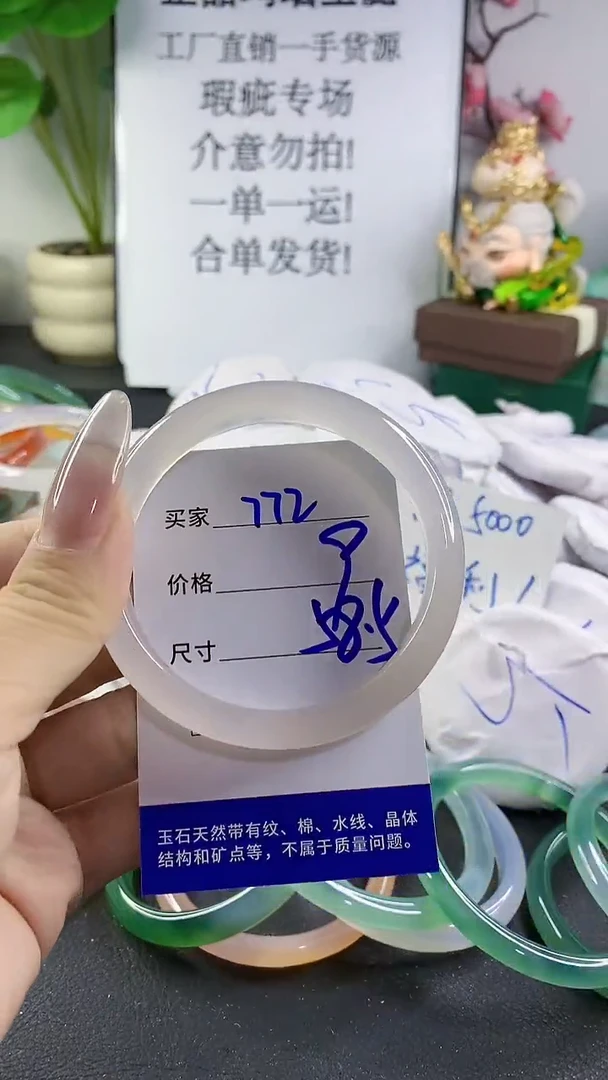 工厂直销一手货源
瑕疵专场
介意勿拍!
一单一运!
合单发货!
买家 772
价格
尺寸 58.5
5000
玉石天然带有纹、棉、水线、晶体
结构和矿点等，不属于质量问题。